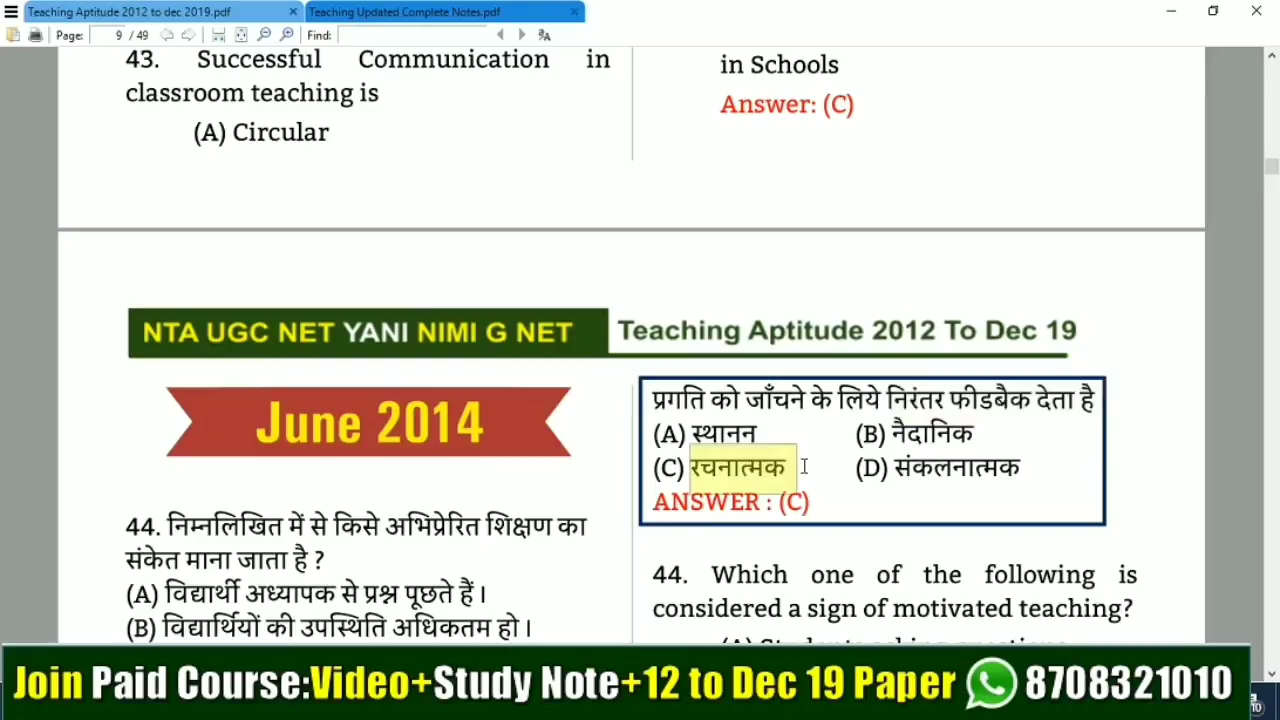 Teaching Aptitude 2012 to dec 2019.pdf
Teaching Updated Complete Notes.pdf
Page: 9 / 49
Find:
43. Successful Communication in
classroom teaching is
(A) Circular
in Schools
Answer: (C)
NTA UGC NET YANI NIMI G NET
Teaching Aptitude 2012 To Dec 19
June 2014
44. निम्नलिखित में से किसे अभिप्रेरित शिक्षण का
संकेत माना जाता है ?
(A) विद्यार्थी अध्यापक से प्रश्न पूछते हैं ।
(B) विद्यार्थियों की उपस्थिति अधिकतम हो ।
प्रगति को जाँचने के लिये निरंतर फीडबैक देता है
(A) स्थानन (B) नैदानिक
(C) रचनात्मक (D) संकलनात्मक
ANSWER : (C)
44. Which one of the following is
considered a sign of motivated teaching?
(A) Students asking questions
Join Paid Course:Video+Study Note+12 to Dec 19 Paper 8708321010